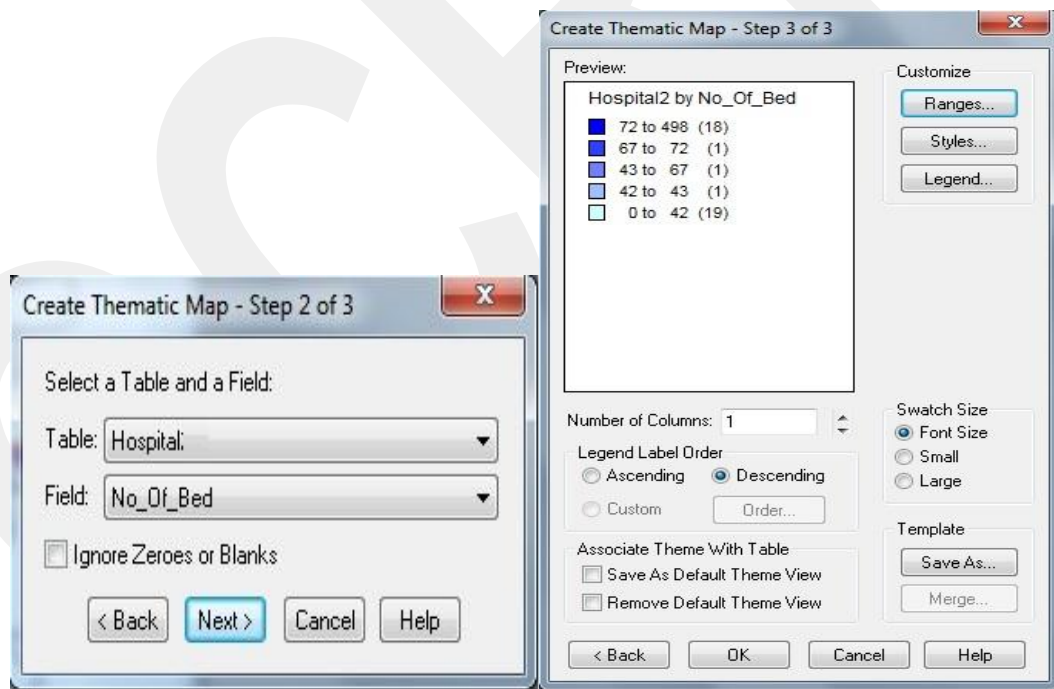 Create Thematic Map - Step 2 of 3
Select a Table and a Field:
Table: Hospital
Field: No_Of_Bed
Ignore Zeroes or Blanks
< Back Next > Cancel Help
Create Thematic Map - Step 3 of 3
Preview:
Hospital2 by No_Of_Bed
72 to 498 (18)
67 to 72 (1)
43 to 67 (1)
42 to 43 (1)
0 to 42 (19)
Customize
Ranges...
Styles...
Legend...
Number of Columns: 1
Legend Label Order
Ascending Descending
Custom Order...
Swatch Size
Font Size
Small
Large
Associate Theme With Table
Save As Default Theme View
Remove Default Theme View
Template
Save As...
Merge...
< Back OK Cancel Help